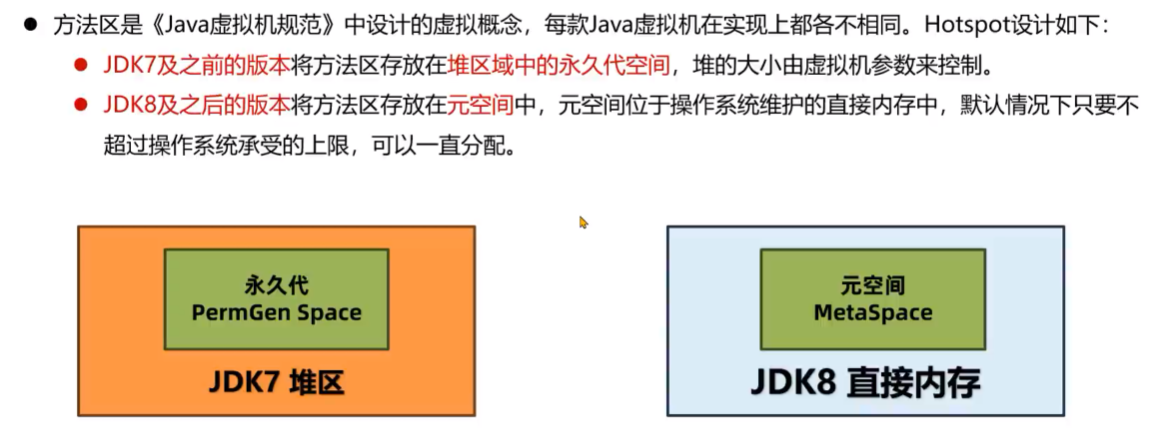 ● 方法区是《Java虚拟机规范》中设计的虚拟概念，每款Java虚拟机在实现上都各不相同。Hotspot设计如下：
● JDK7及之前的版本将方法区存放在堆区域中的永久代空间，堆的大小由虚拟机参数来控制。
● JDK8及之后的版本将方法区存放在元空间中，元空间位于操作系统维护的直接内存中，默认情况下只要不
超过操作系统承受的上限，可以一直分配。
永久代
PermGen Space
JDK7 堆区
元空间
MetaSpace
JDK8 直接内存